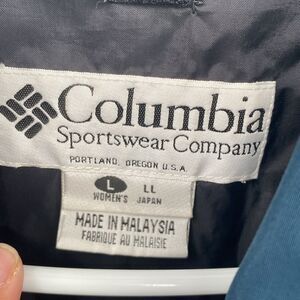 Columbia
Sportswear Company
PORTLAND, OREGON U.S.A.
L LL
WOMEN'S JAPAN
MADE IN MALAYSIA
FABRIQUE AU MALAISIE